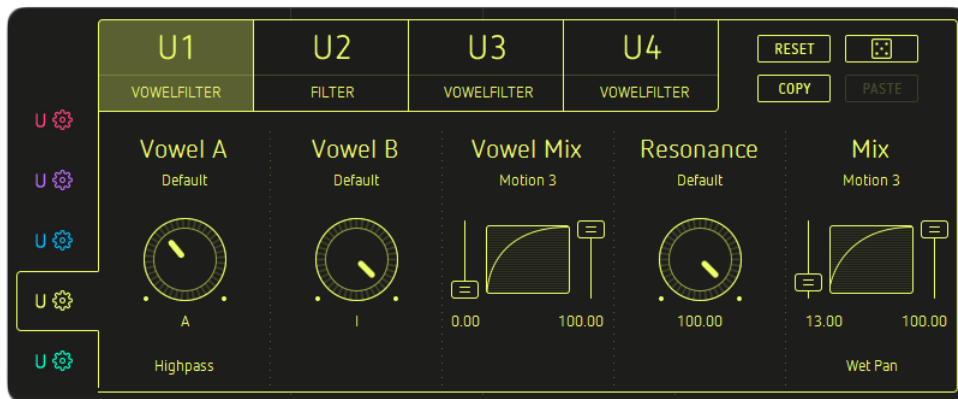 U1
U2
U3
U4
VOWELFILTER
FILTER
VOWELFILTER
VOWELFILTER
RESET
COPY
PASTE
U
U
U
U
U
Vowel A
Default
A
Highpass
Vowel B
Default
I
Vowel Mix
Motion 3
0.00
100.00
Resonance
Default
100.00
Mix
Motion 3
13.00
100.00
Wet Pan